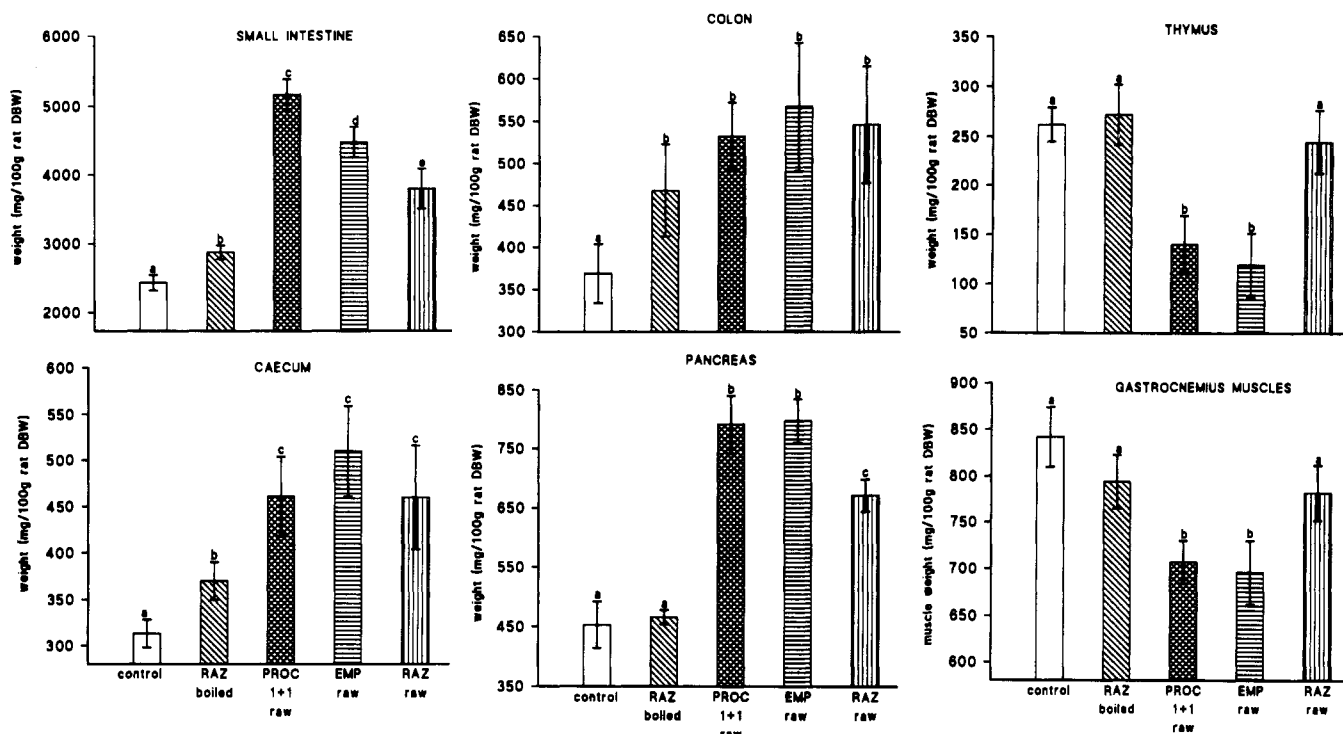 SMALL INTESTINE
weight (mg/100g rat DBW)
6000
5000
4000
3000
2000
a
b
c
d
e
COLON
weight (mg/100g rat DBW)
650
600
550
500
450
400
350
300
a
b
b
b
b
THYMUS
weight (mg/100g rat DBW)
350
300
250
200
150
100
50
a
a
b
b
a
CAECUM
weight (mg/100g rat DBW)
600
550
500
450
400
350
300
a
b
c
c
c
control
RAZ
boiled
PROC
1+1
raw
EMP
raw
RAZ
raw
PANCREAS
weight (mg/100g rat DBW)
850
750
650
550
450
350
a
a
b
b
c
control
RAZ
boiled
PROC
1+1
raw
EMP
raw
RAZ
raw
GASTROCNEMIUS MUSCLES
muscle weight (mg/100g rat DBW)
900
850
800
750
700
650
600
a
a
b
b
a
control
RAZ
boiled
PROC
1+1
raw
EMP
raw
RAZ
raw